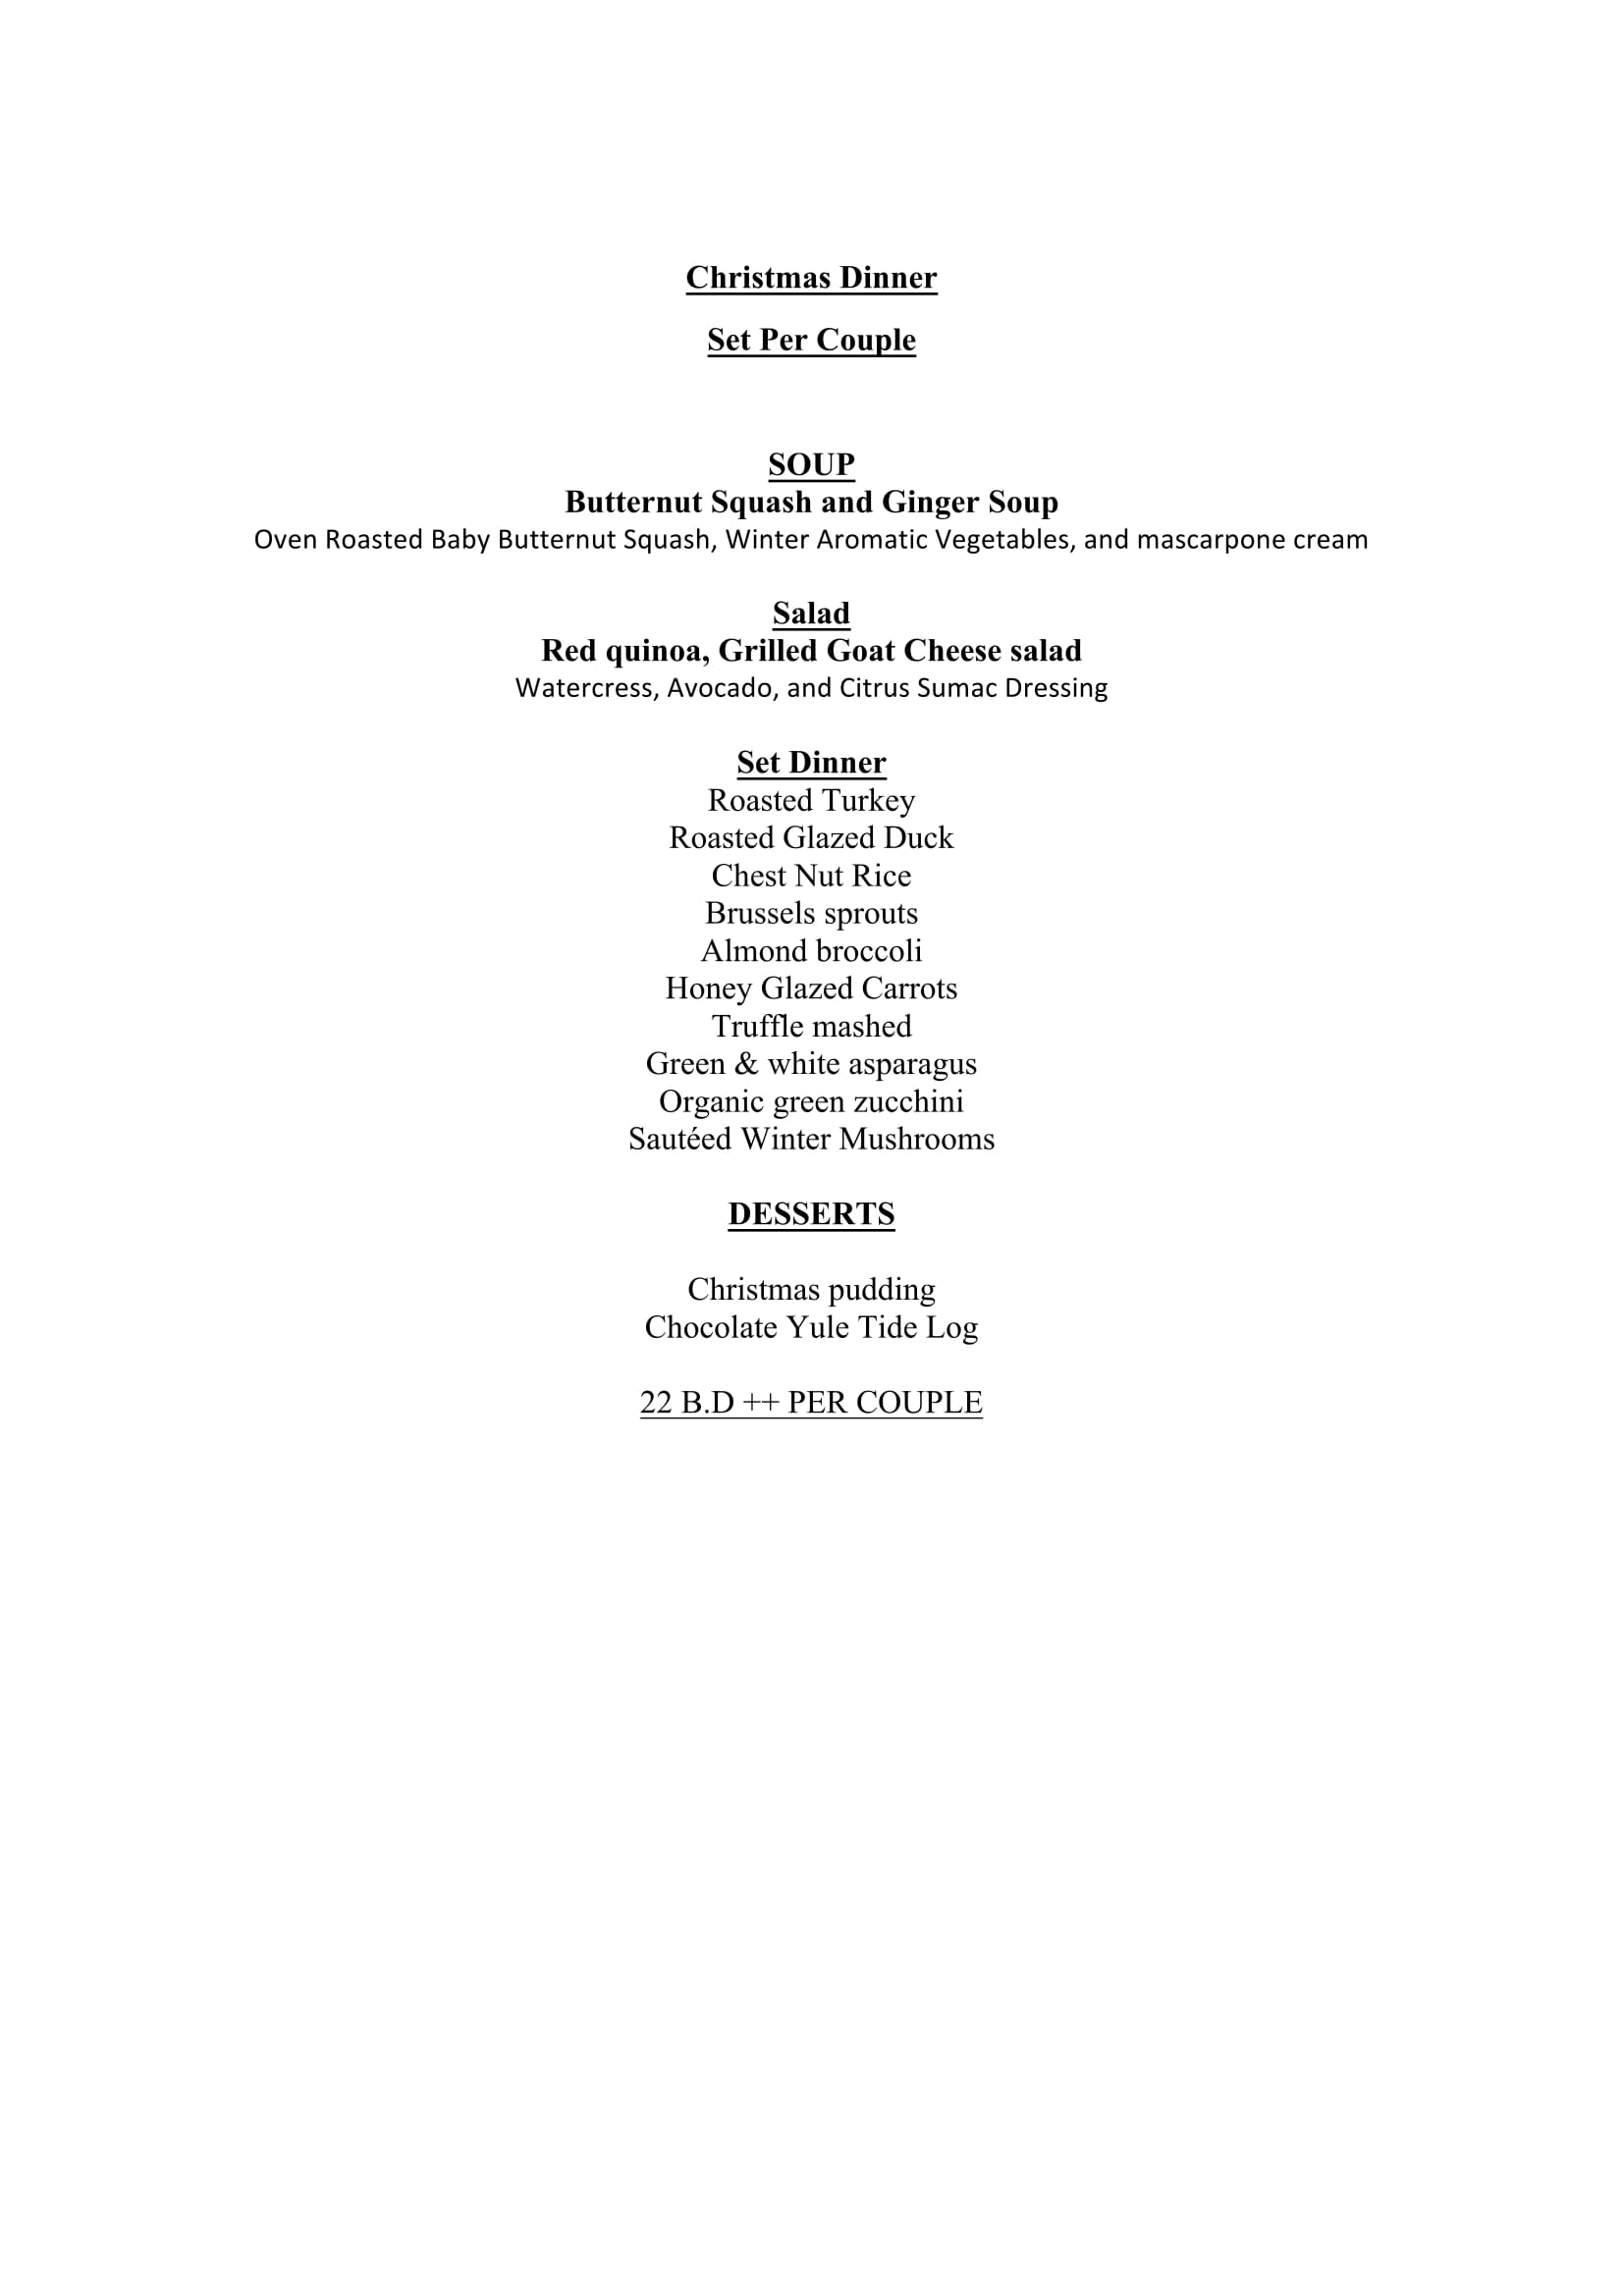 Christmas Dinner
Set Per Couple
SOUP
Butternut Squash and Ginger Soup
Oven Roasted Baby Butternut Squash, Winter Aromatic Vegetables, and mascarpone cream
Salad
Red quinoa, Grilled Goat Cheese salad
Watercress, Avocado, and Citrus Sumac Dressing
Set Dinner
Roasted Turkey
Roasted Glazed Duck
Chest Nut Rice
Brussels sprouts
Almond broccoli
Honey Glazed Carrots
Truffle mashed
Green & white asparagus
Organic green zucchini
Sautéed Winter Mushrooms
DESSERTS
Christmas pudding
Chocolate Yule Tide Log
22 B.D ++ PER COUPLE